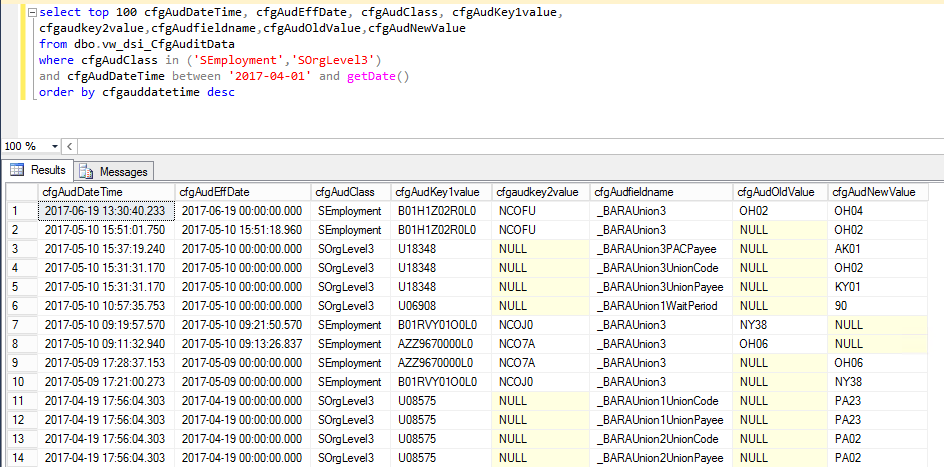 select top 100 cfgAudDateTime, cfgAudEffDate, cfgAudClass, cfgAudKey1value,
cfgaudkey2value,cfgAudfieldname,cfgAudOldValue,cfgAudNewValue
from dbo.vw_dsi_CfgAuditData
where cfgAudClass in ('SEmployment','SOrgLevel3')
and cfgAudDateTime between '2017-04-01' and getDate()
order by cfgauddatetime desc
100 %
Results Messages
cfgAudDateTime cfgAudEffDate cfgAudClass cfgAudKey1value cfgaudkey2value cfgAudfieldname cfgAudOldValue cfgAudNewValue
1 2017-06-19 13:30:40.233 2017-06-19 00:00:00.000 SEmployment B01H1Z02R0L0 NCOFU _BARAUnion3 OH02 OH04
2 2017-05-10 15:51:01.750 2017-05-10 15:51:18.960 SEmployment B01H1Z02R0L0 NCOFU _BARAUnion3 NULL OH02
3 2017-05-10 15:37:19.240 2017-05-10 00:00:00.000 SOrgLevel3 U18348 NULL _BARAUnion3PACPayee NULL AK01
4 2017-05-10 15:31:31.170 2017-05-10 00:00:00.000 SOrgLevel3 U18348 NULL _BARAUnion3UnionCode NULL OH02
5 2017-05-10 15:31:31.170 2017-05-10 00:00:00.000 SOrgLevel3 U18348 NULL _BARAUnion3UnionPayee NULL KY01
6 2017-05-10 10:57:35.753 2017-05-10 00:00:00.000 SOrgLevel3 U06908 NULL _BARAUnion1WaitPeriod NULL 90
7 2017-05-10 09:19:57.570 2017-05-10 09:21:50.570 SEmployment B01RVY01O0L0 NCOJ0 _BARAUnion3 NY38 NULL
8 2017-05-10 09:11:32.940 2017-05-10 09:13:26.837 SEmployment AZZ9670000L0 NCO7A _BARAUnion3 OH06 NULL
9 2017-05-09 17:28:37.153 2017-05-09 00:00:00.000 SEmployment AZZ9670000L0 NCO7A _BARAUnion3 NULL OH06
10 2017-05-09 17:21:00.273 2017-05-09 00:00:00.000 SEmployment B01RVY01O0L0 NCOJ0 _BARAUnion3 NULL NY38
11 2017-04-19 17:56:04.303 2017-04-19 00:00:00.000 SOrgLevel3 U08575 NULL _BARAUnion1UnionCode NULL PA23
12 2017-04-19 17:56:04.303 2017-04-19 00:00:00.000 SOrgLevel3 U08575 NULL _BARAUnion1UnionPayee NULL PA23
13 2017-04-19 17:56:04.303 2017-04-19 00:00:00.000 SOrgLevel3 U08575 NULL _BARAUnion2UnionCode NULL PA02
14 2017-04-19 17:56:04.303 2017-04-19 00:00:00.000 SOrgLevel3 U08575 NULL _BARAUnion2UnionPayee NULL PA02